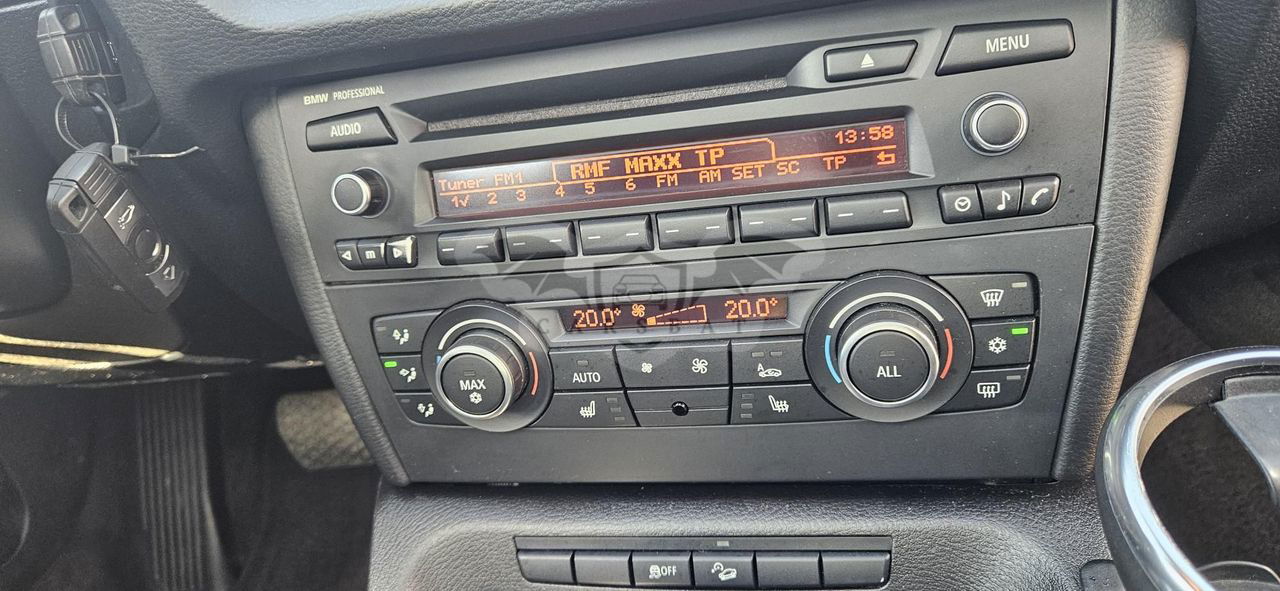 MENU
BMW PROFESSIONAL
AUDIO
RMF MAXX TP
13:58
Tuner FM1
1√ 2 3 4 5 6 FM AM SET SC TP
m
20.0° 20.0°
MAX
AUTO
A
ALL
OFF